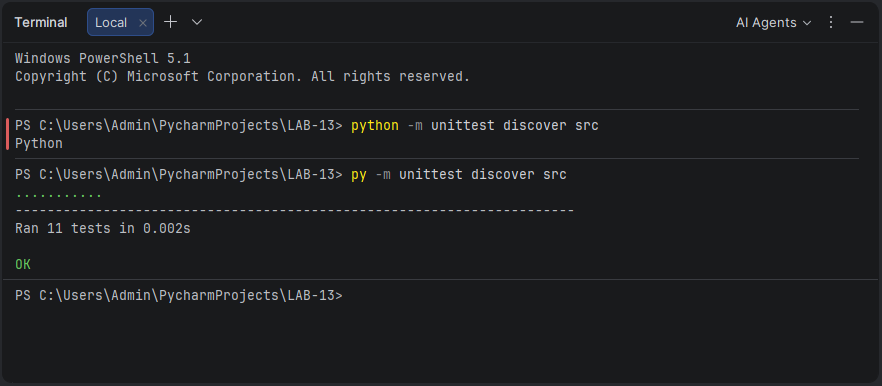 Terminal Local × + AI Agents
Windows PowerShell 5.1
Copyright (C) Microsoft Corporation. All rights reserved.
PS C:\Users\Admin\PycharmProjects\LAB-13> python -m unittest discover src
Python
PS C:\Users\Admin\PycharmProjects\LAB-13> py -m unittest discover src
...........
----------------------------------------------------------------------
Ran 11 tests in 0.002s
OK
PS C:\Users\Admin\PycharmProjects\LAB-13>